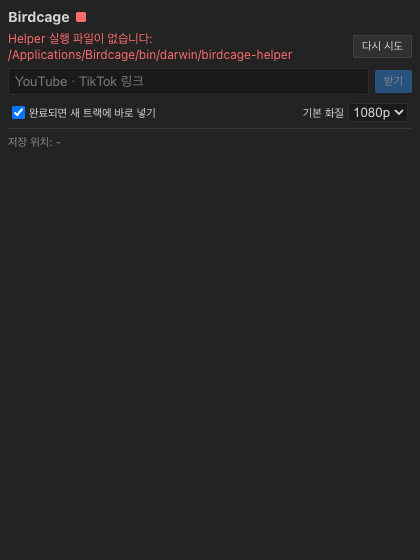 Birdcage
Helper 실행 파일이 없습니다:
/Applications/Birdcage/bin/darwin/birdcage-helper
다시 시도
YouTube · TikTok 링크
받기
완료되면 새 트랙에 바로 넣기
기본 화질 1080p
저장 위치: -